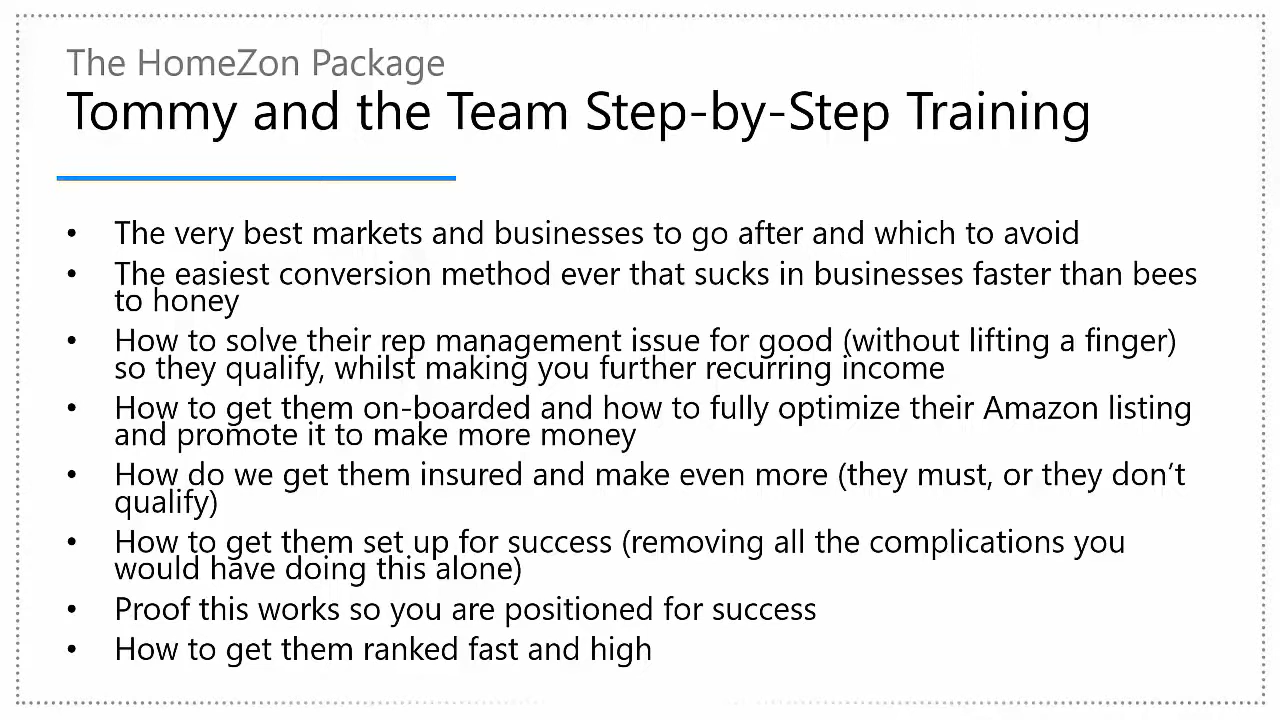 The HomeZon Package
Tommy and the Team Step-by-Step Training
• The very best markets and businesses to go after and which to avoid
• The easiest conversion method ever that sucks in businesses faster than bees
to honey
• How to solve their rep management issue for good (without lifting a finger)
so they qualify, whilst making you further recurring income
• How to get them on-boarded and how to fully optimize their Amazon listing
and promote it to make more money
• How do we get them insured and make even more (they must, or they don’t
qualify)
• How to get them set up for success (removing all the complications you
would have doing this alone)
• Proof this works so you are positioned for success
• How to get them ranked fast and high